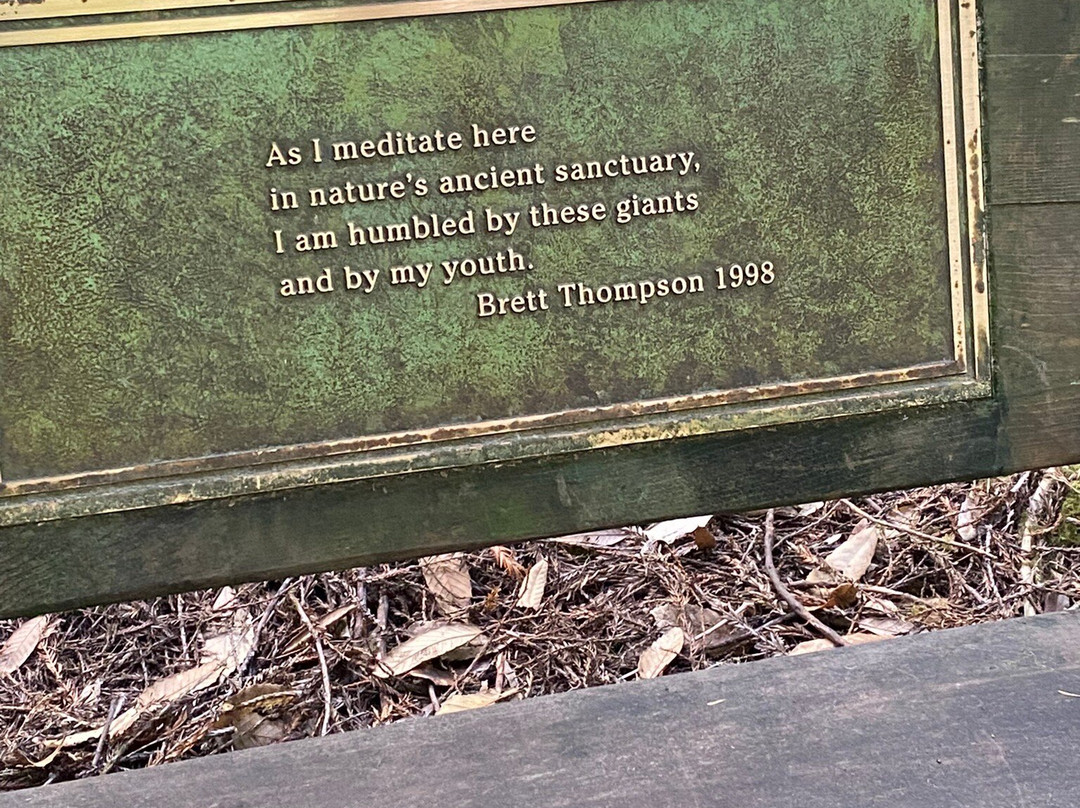 As I meditate here
in nature's ancient sanctuary,
I am humbled by these giants
and by my youth.
Brett Thompson 1998